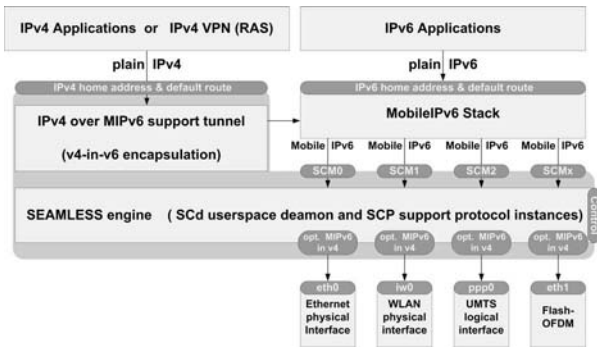 IPv4 Applications or IPv4 VPN (RAS)
IPv6 Applications
plain IPv4
plain IPv6
IPv4 home address & default route
IPv6 home address & default route
IPv4 over MIPv6 support tunnel
(v4-in-v6 encapsulation)
MobileIPv6 Stack
Mobile IPv6
Mobile IPv6
Mobile IPv6
Mobile IPv6
SCM0
SCM1
SCM2
SCMx
SEAMLESS engine ( SCd userspace deamon and SCP support protocol instances)
Control
opt. MIPv6
in v4
opt. MIPv6
in v4
opt. MIPv6
in v4
opt. MIPv6
in v4
eth0
Ethernet
physical
Interface
iw0
WLAN
physical
interface
ppp0
UMTS
logical
interface
eth1
Flash-
OFDM